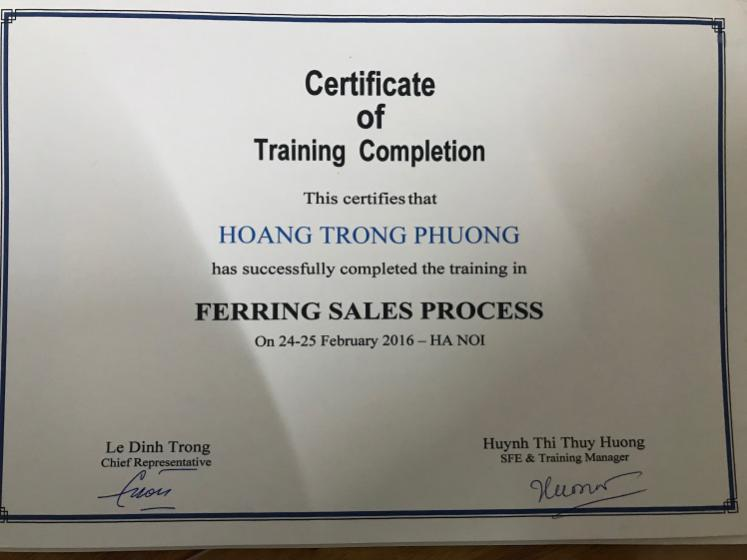 Certificate
of
Training Completion
This certifies that
HOANG TRONG PHUONG
has successfully completed the training in
FERRING SALES PROCESS
On 24-25 February 2016 – HA NOI
Le Dinh Trong
Chief Representative
Huynh Thi Thuy Huong
SFE & Training Manager